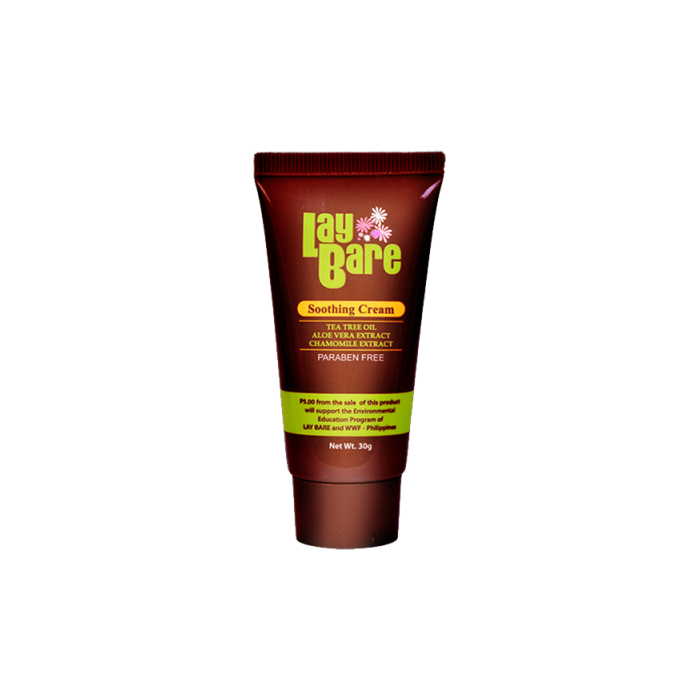 Lay
Bare
Soothing Cream
TEA TREE OIL
ALOE VERA EXTRACT
CHAMOMILE EXTRACT
PARABEN FREE
P5.00 from the sale of this product
will support the Environmental
Education Program of
LAY BARE and WWF - Philippines
Net Wt. 30g